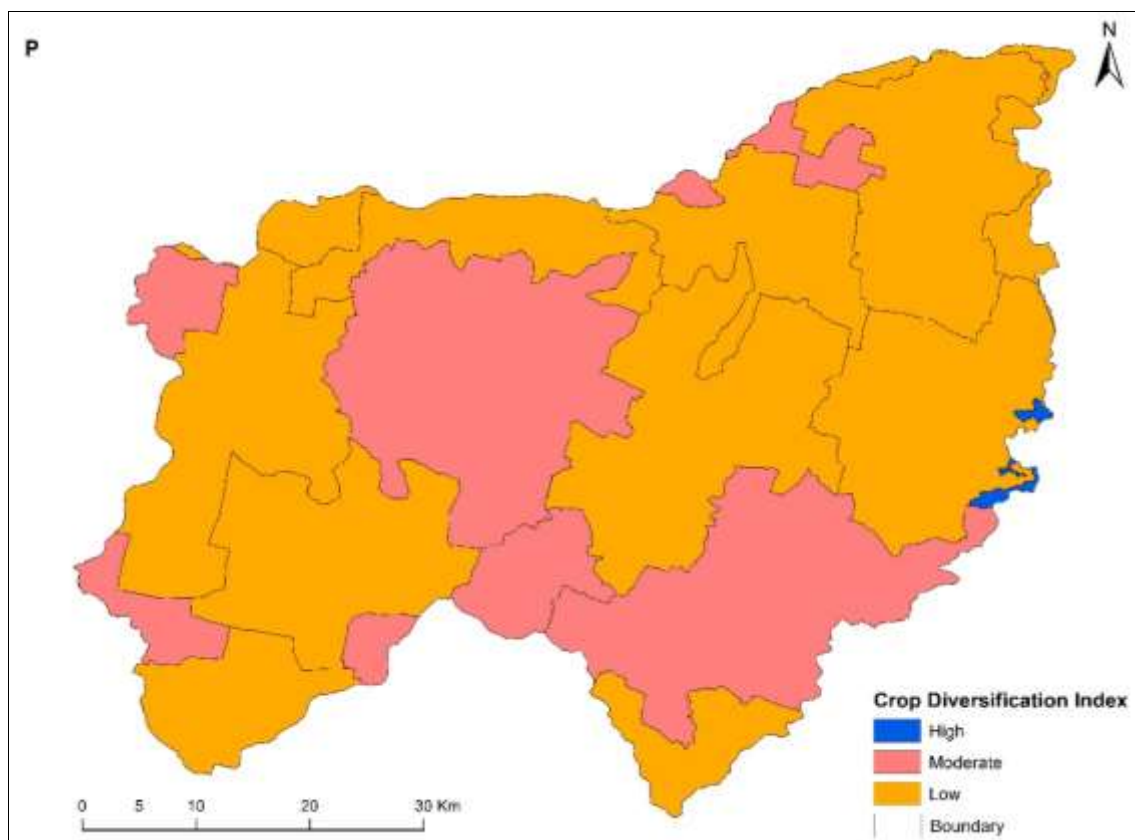 P
N
Crop Diversification Index
High
Moderate
Low
Boundary
0 5 10 20 30 Km